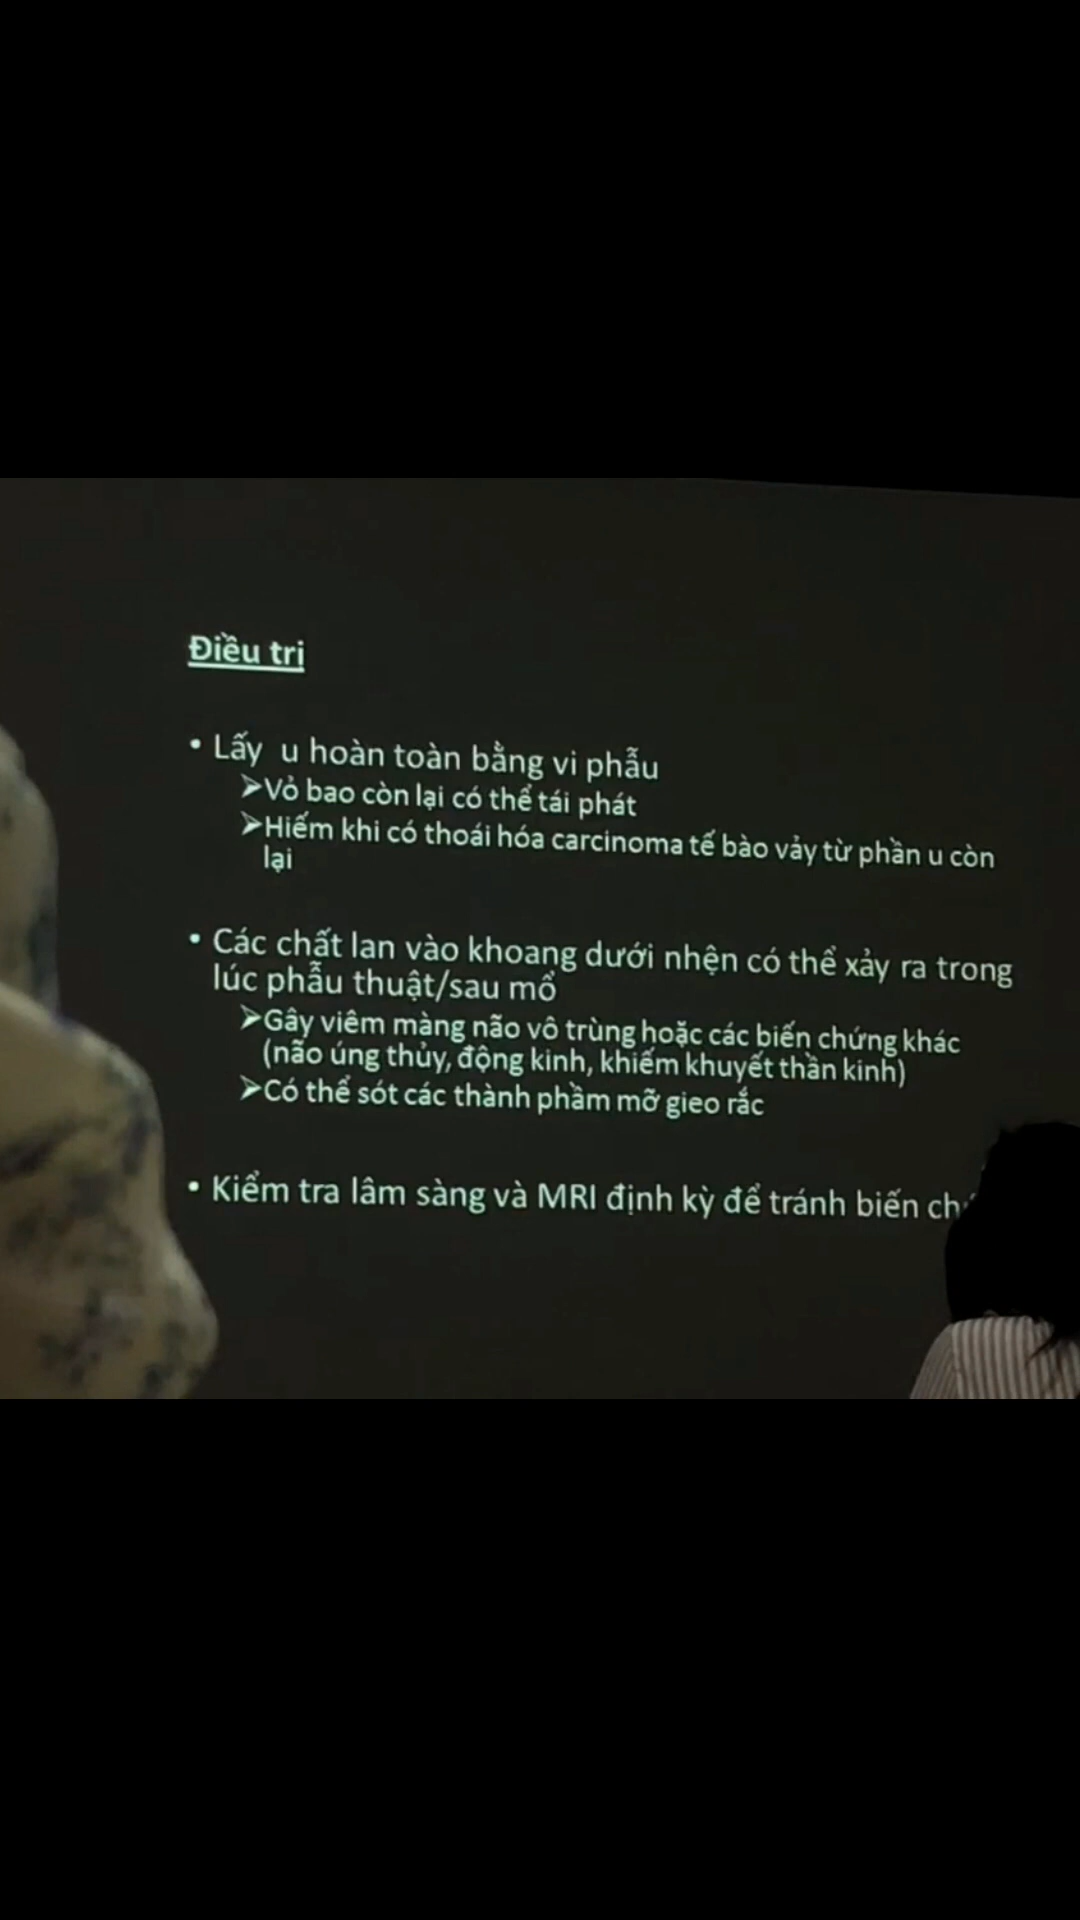 Điều trị
• Lấy u hoàn toàn bằng vi phẫu
➢Vỏ bao còn lại có thể tái phát
➢Hiếm khi có thoái hóa carcinoma tế bào vảy từ phần u còn
lại
• Các chất lan vào khoang dưới nhện có thể xảy ra trong
lúc phẫu thuật/sau mổ
➢Gây viêm màng não vô trùng hoặc các biến chứng khác
(não úng thủy, động kinh, khiếm khuyết thần kinh)
➢Có thể sót các thành phầm mỡ gieo rắc
• Kiểm tra lâm sàng và MRI định kỳ để tránh biến